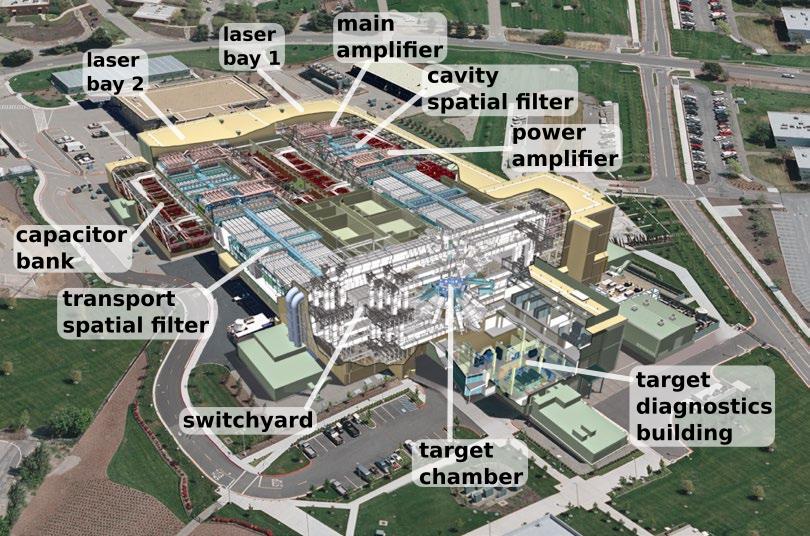 main
amplifier
laser
bay 1
laser
bay 2
cavity
spatial filter
power
amplifier
capacitor
bank
transport
spatial filter
target
diagnostics
building
switchyard
target
chamber